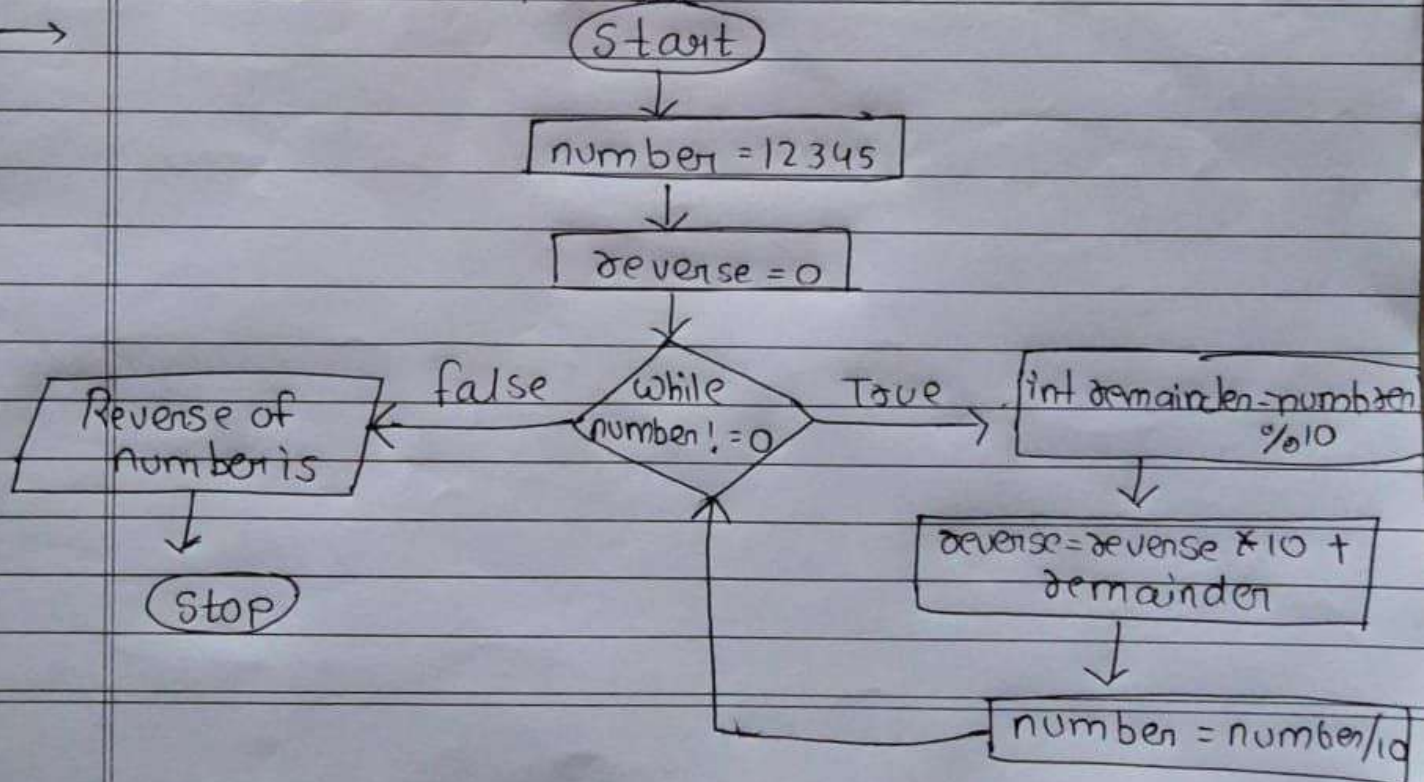 Start
number = 12345
reverse = 0
while
number! = 0
false
True
Reverse of
number is
Stop
int remainder = number
%10
reverse = reverse * 10 +
remainder
number = number/10